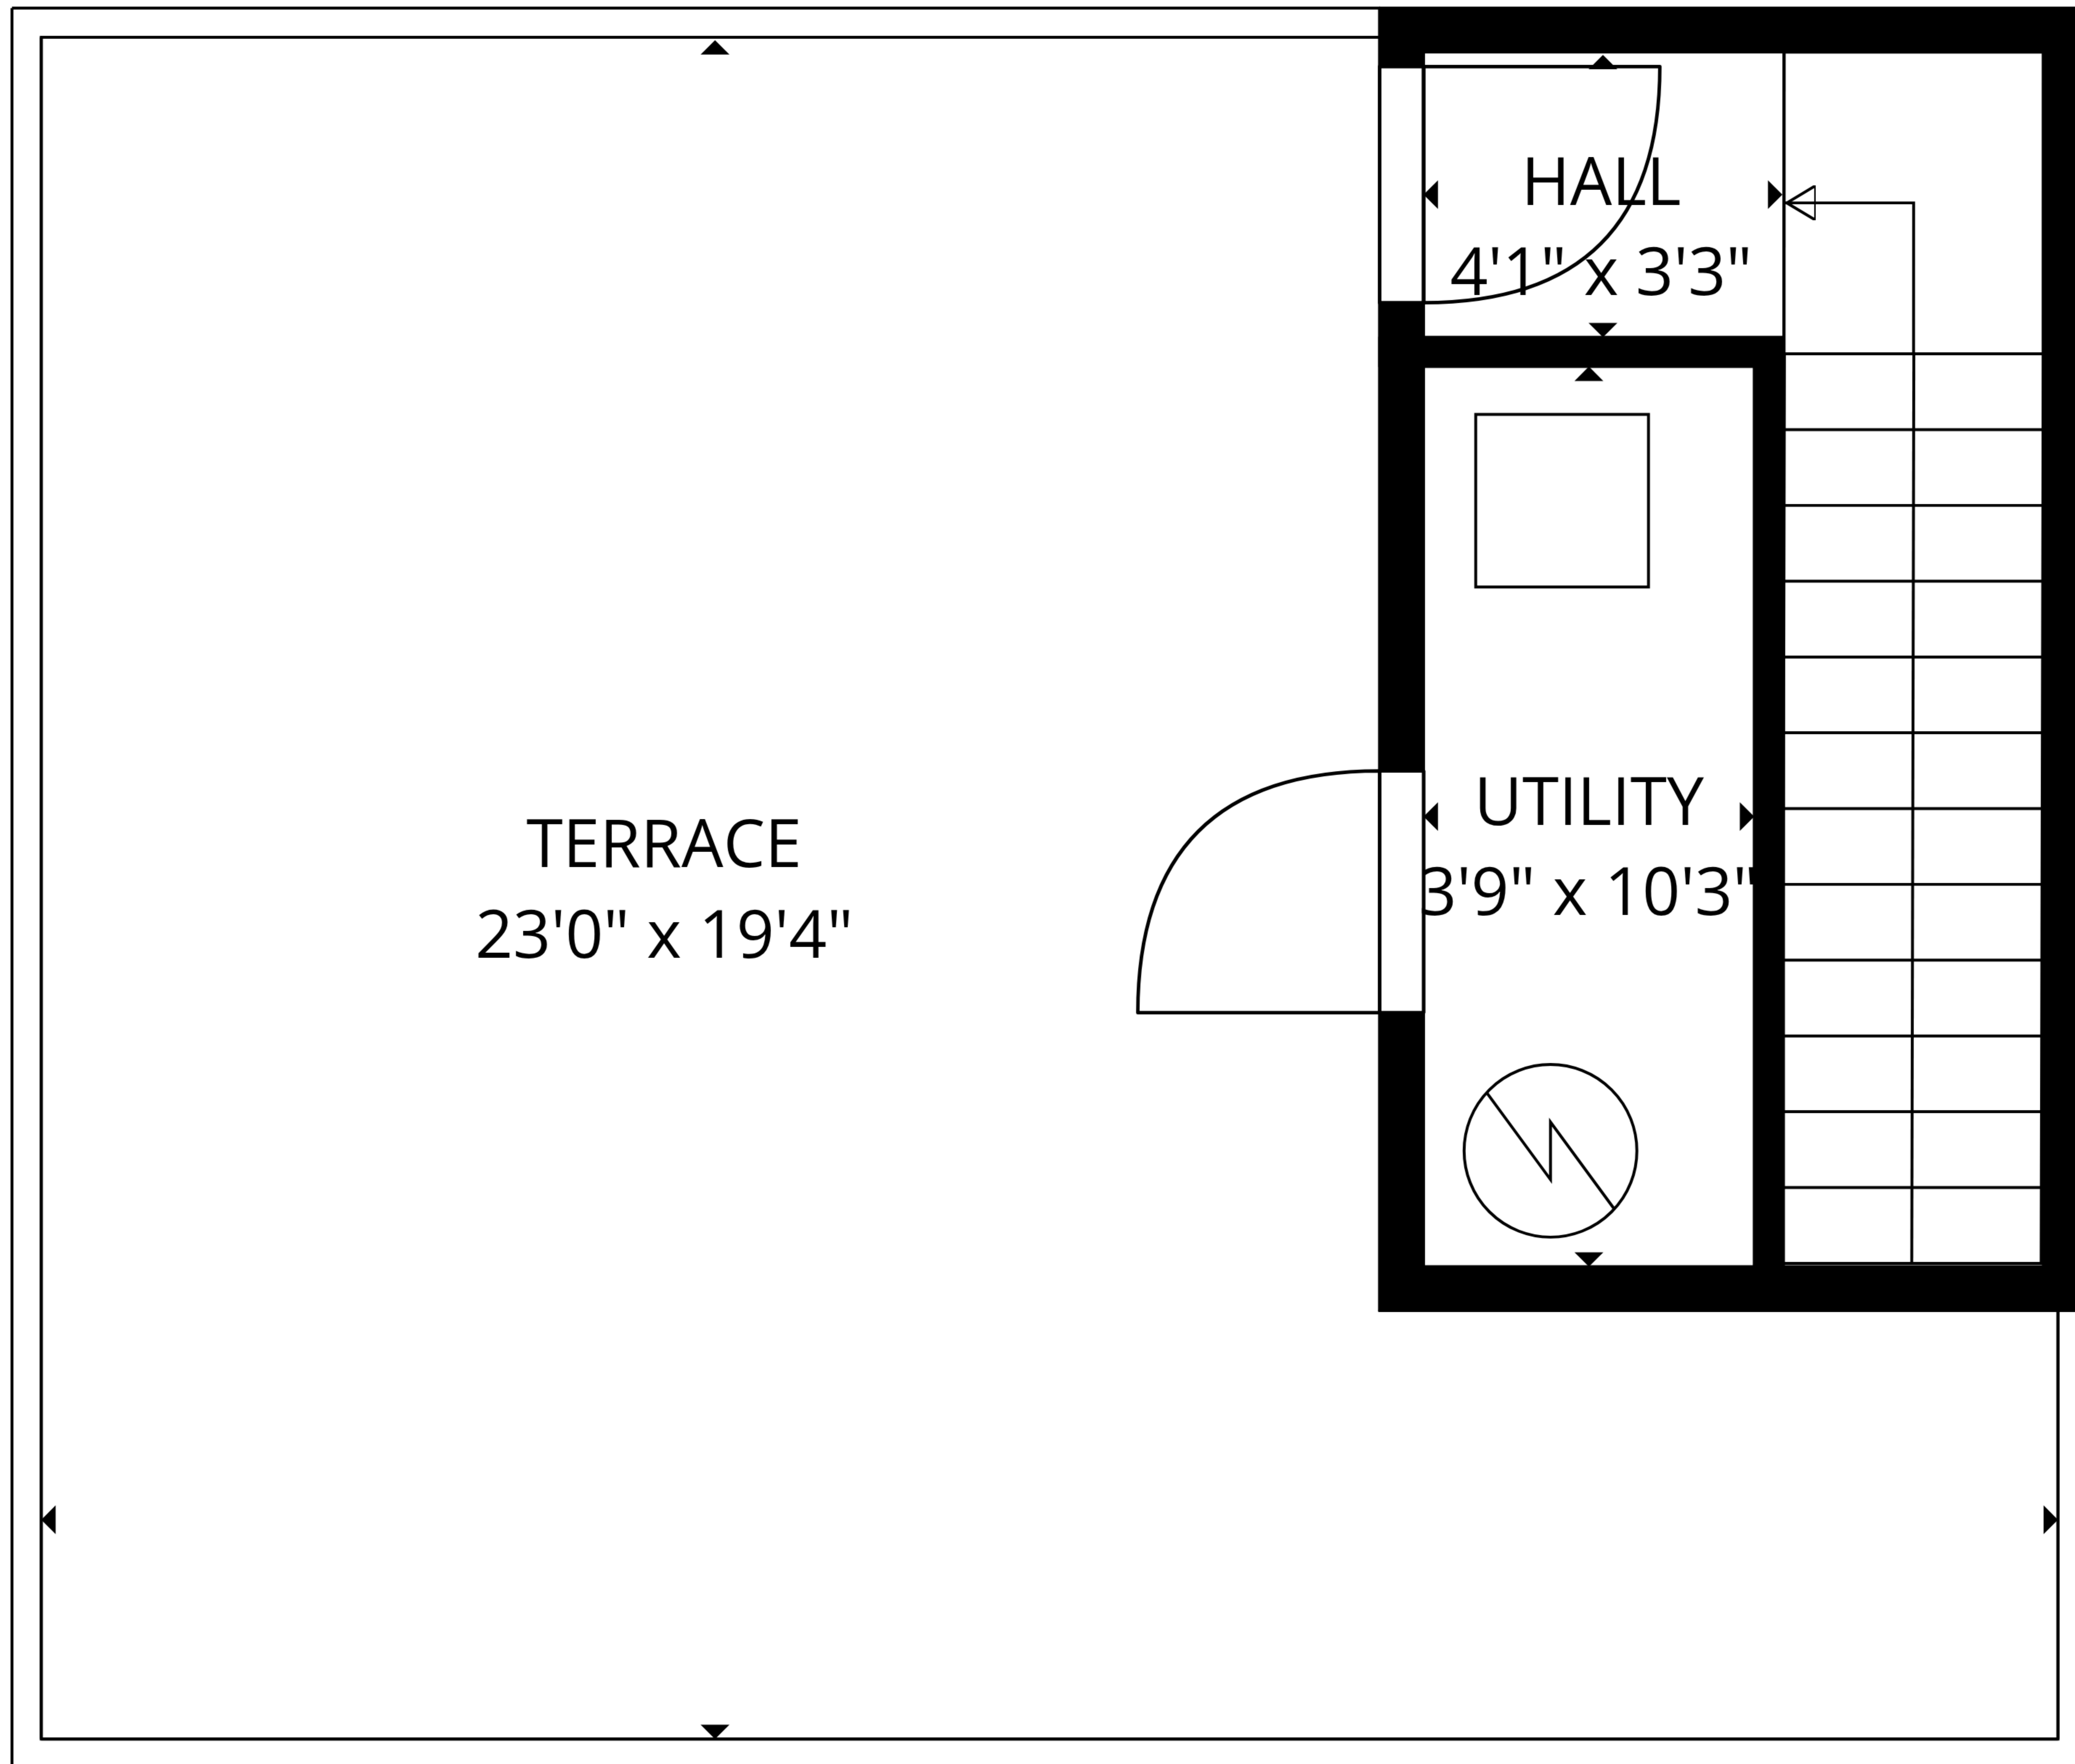 HALL
4'1" x 3'3"
UTILITY
3'9" x 10'3"
TERRACE
23'0" x 19'4"